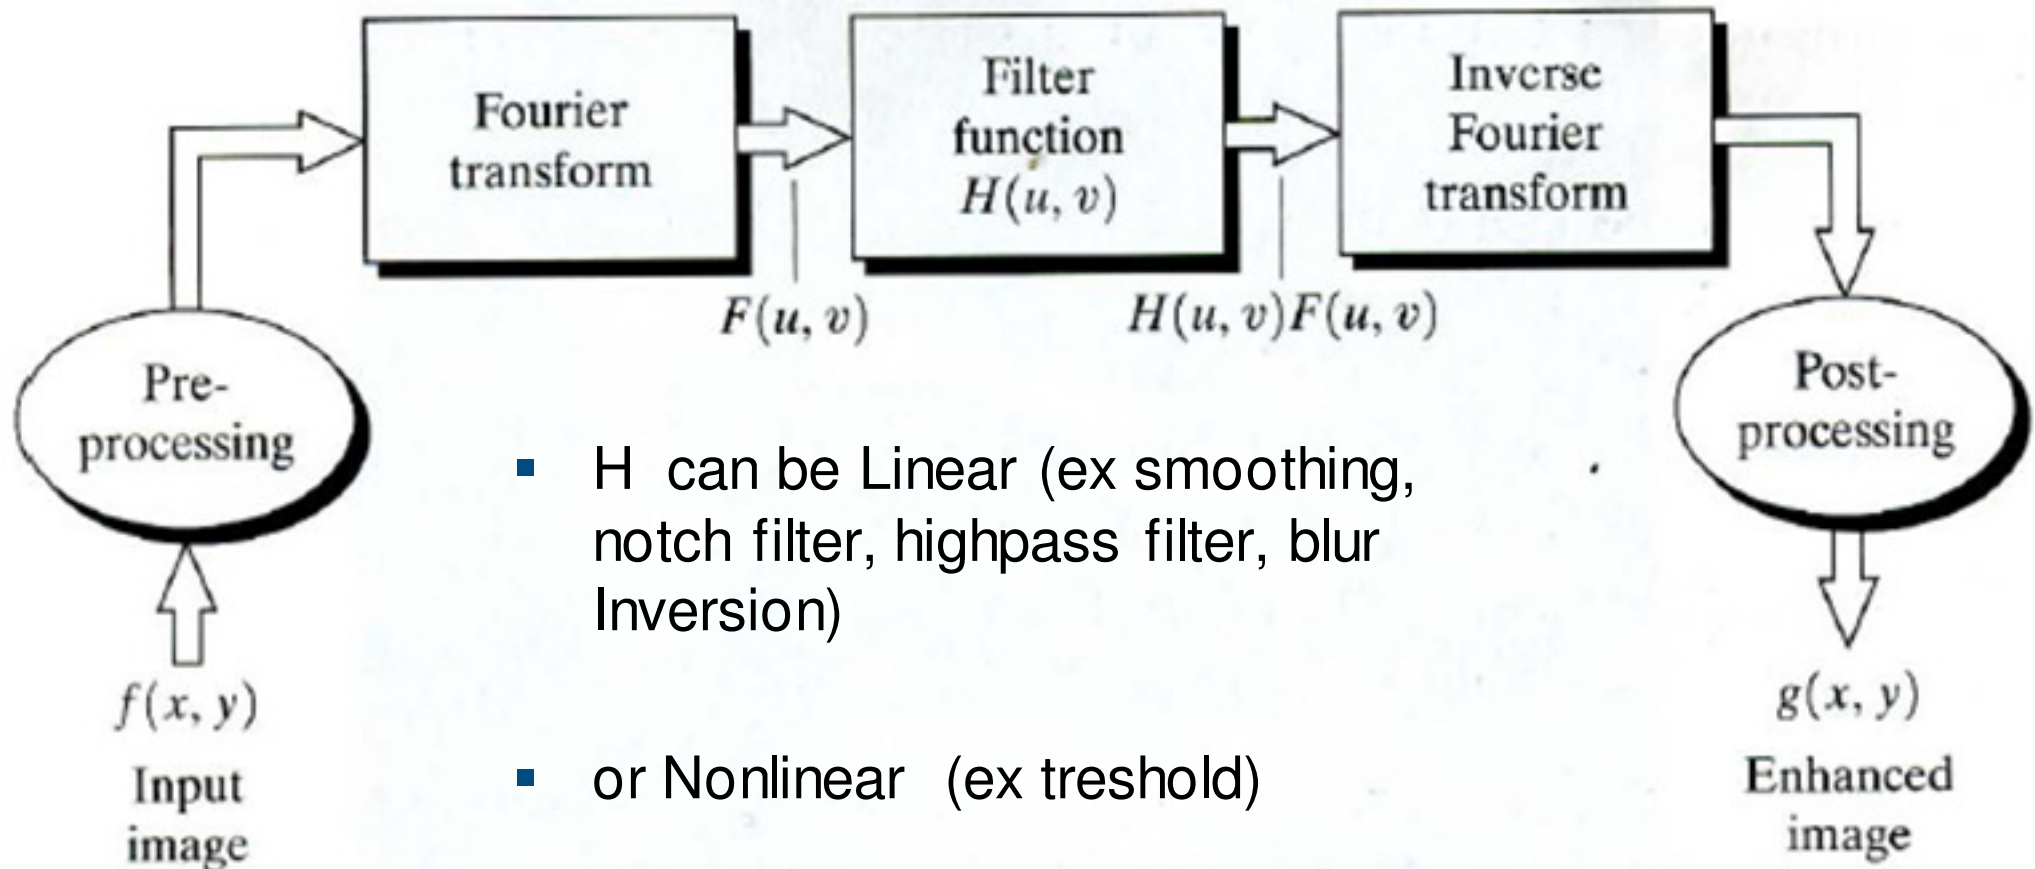 Fourier
transform
Filter
function
H(u, v)
Inverse
Fourier
transform
F(u, v)
H(u, v)F(u, v)
Pre-
processing
Post-
processing
▪ H can be Linear (ex smoothing,
notch filter, highpass filter, blur
Inversion)
▪ or Nonlinear (ex treshold)
f(x, y)
Input
image
g(x, y)
Enhanced
image